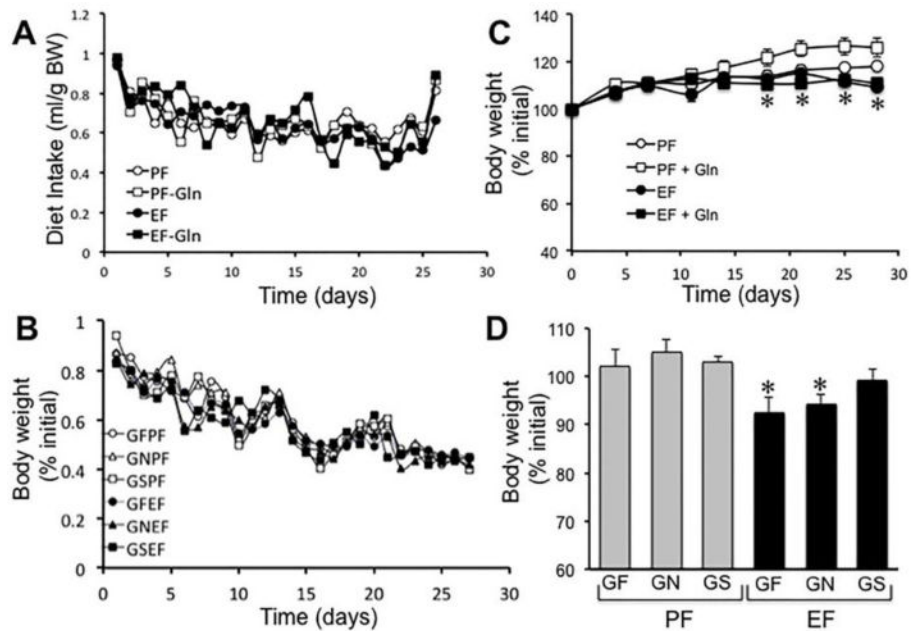 A
Diet Intake (ml/g BW)
1.2
1
0.8
0.6
0.4
0.2
0
PF
PF-Gln
EF
EF-Gln
0 5 10 15 20 25 30
Time (days)
C
Body weight
(% initial)
140
120
100
80
60
40
PF
PF + Gln
EF
EF + Gln
* * * *
0 5 10 15 20 25 30
Time (days)
B
Body weight
(% initial)
1
0.8
0.6
0.4
0.2
0
GFPF
GNPF
GSPF
GFEF
GNEF
GSEF
0 5 10 15 20 25 30
Time (days)
D
Body weight
(% initial)
110
100
90
80
70
60
* *
GF GN GS GF GN GS
PF EF